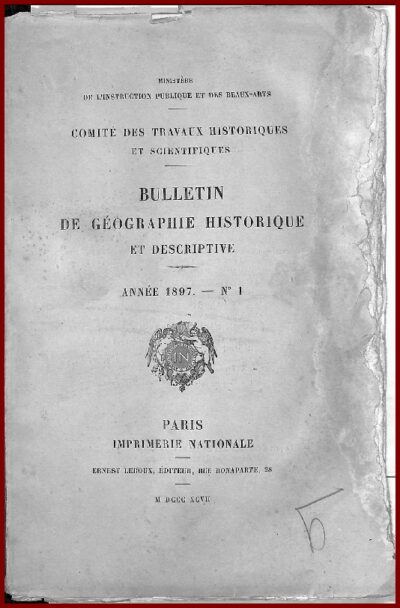 MINISTÈRE
DE L'INSTRUCTION PUBLIQUE ET DES BEAUX-ARTS
COMITÉ DES TRAVAUX HISTORIQUES
ET SCIENTIFIQUES
BULLETIN
DE GÉOGRAPHIE HISTORIQUE
ET DESCRIPTIVE
ANNÉE 1897. — N° 1
IN
PARIS
IMPRIMERIE NATIONALE
ERNEST LEROUX, ÉDITEUR, RUE BONAPARTE, 28
M DCCC XCVII